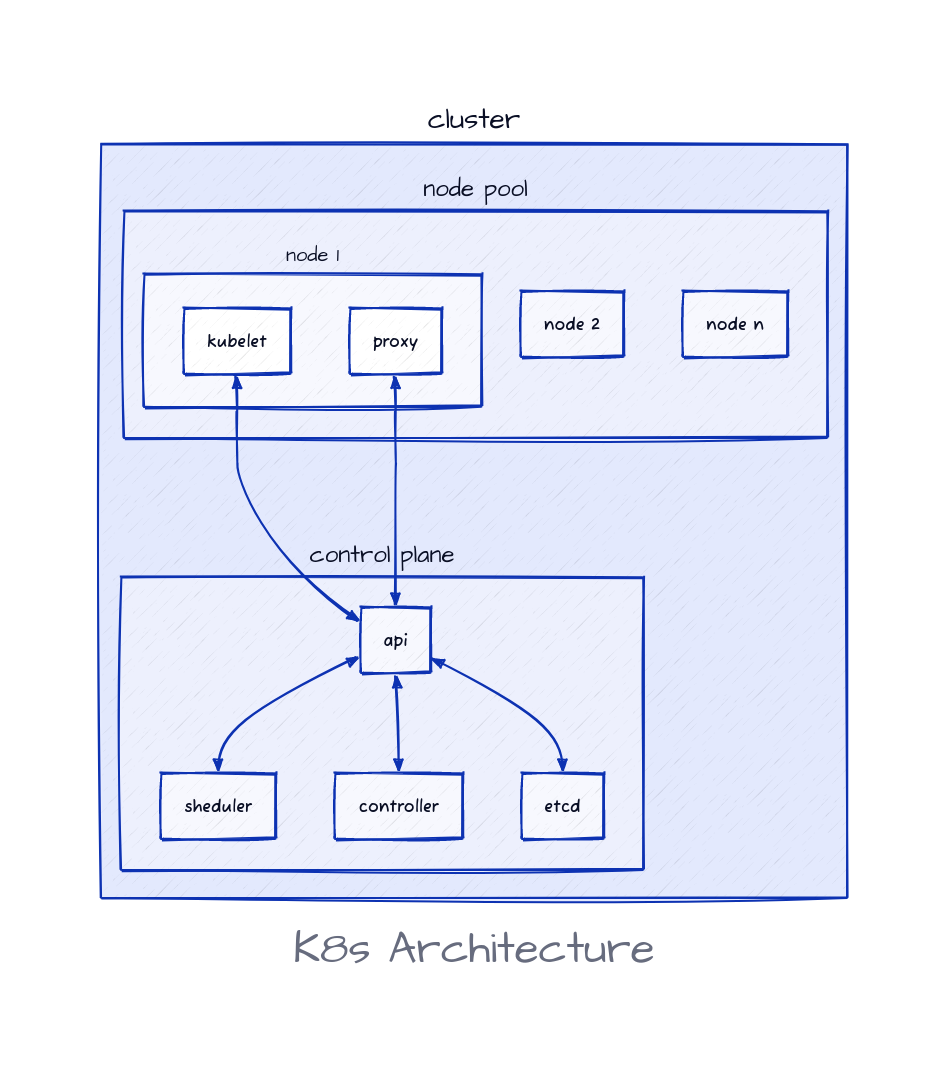 cluster
node pool
node 1
kubelet
proxy
node 2
node n
control plane
api
sheduler
controller
etcd
K8s Architecture